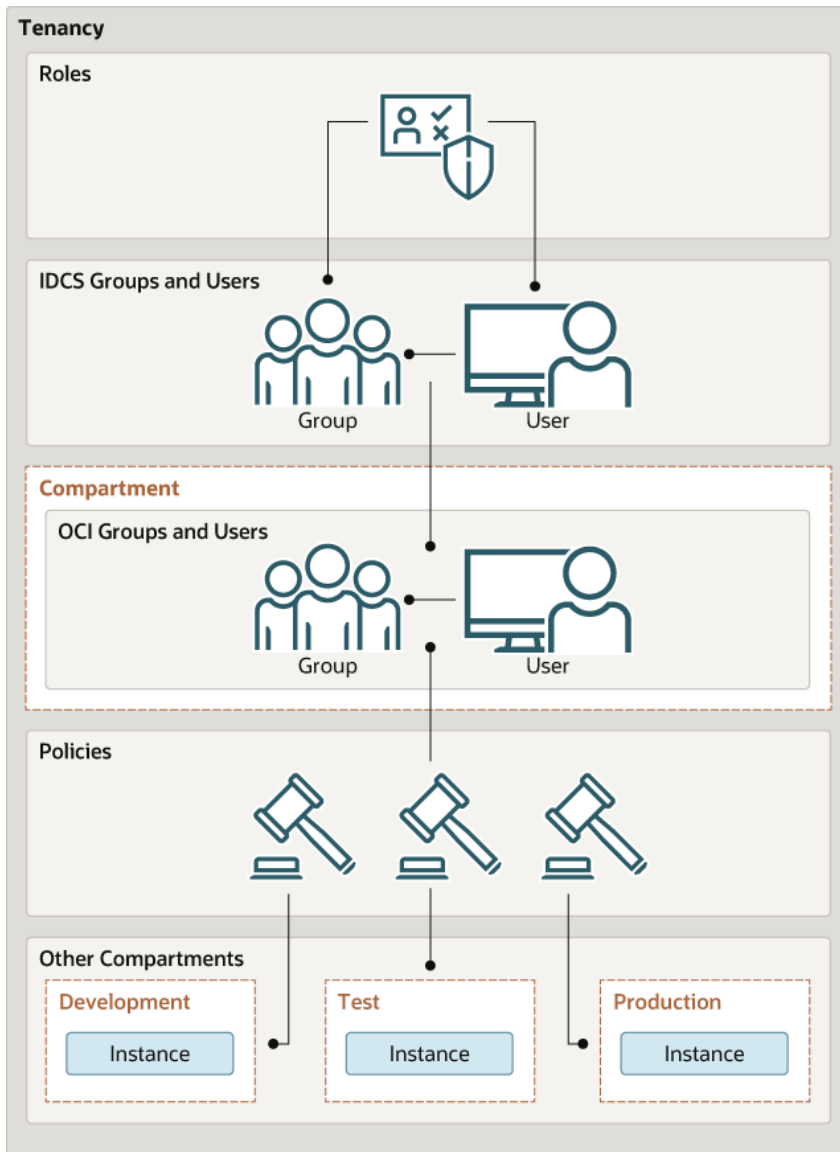 Tenancy
Roles
IDCS Groups and Users
Group
User
Compartment
OCI Groups and Users
Group
User
Policies
Other Compartments
Development
Test
Production
Instance
Instance
Instance